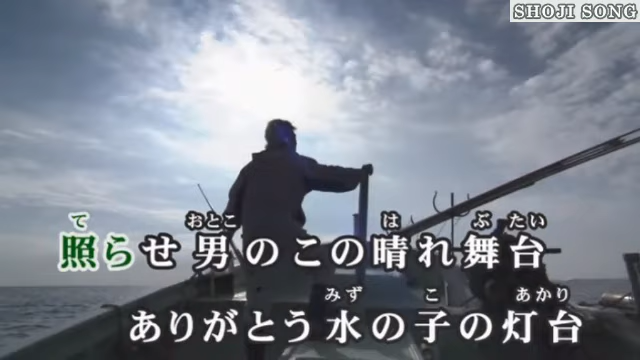 SHOJI SONG
て おとこ は ぶたい
照らせ男のこの晴れ舞台
みず こ あかり
ありがとう水の子の灯台